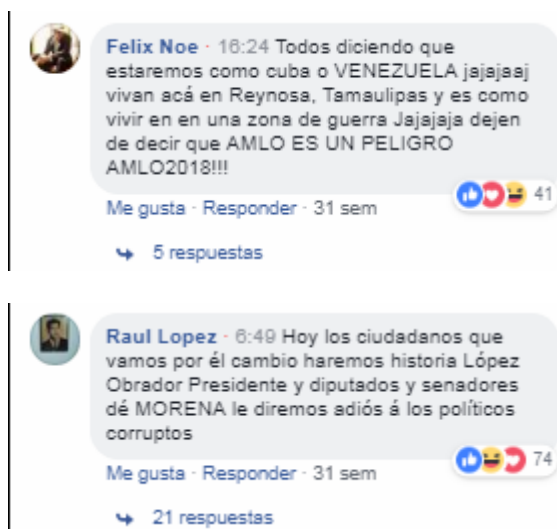 Felix Noe · 16:24 Todos diciendo que
estaremos como cuba o VENEZUELA jajajaaj
vivan acá en Reynosa, Tamaulipas y es como
vivir en en una zona de guerra Jajajaja dejen
de decir que AMLO ES UN PELIGRO
AMLO2018!!!
41
Me gusta · Responder · 31 sem
5 respuestas
Raul Lopez · 6:49 Hoy los ciudadanos que
vamos por él cambio haremos historia López
Obrador Presidente y diputados y senadores
dé MORENA le diremos adiós á los políticos
corruptos
74
Me gusta · Responder · 31 sem
21 respuestas